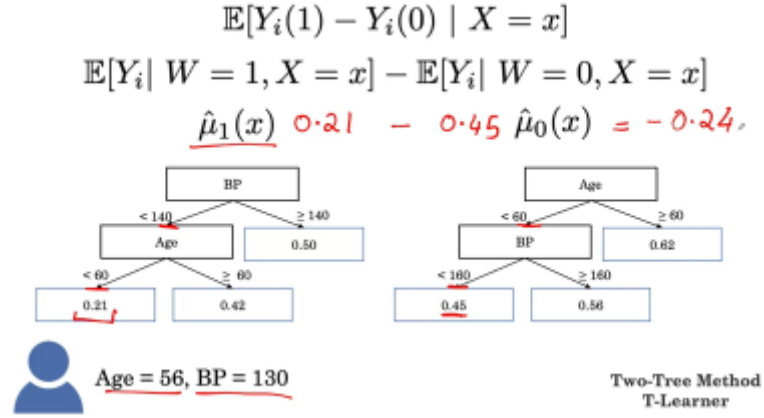 𝔼[Yᵢ(1) − Yᵢ(0) | X = x]
𝔼[Yᵢ| W = 1, X = x] − 𝔼[Yᵢ| W = 0, X = x]
μ̂₁(x) 0.21 − 0.45 μ̂₀(x) = −0.24
BP
Age
< 140
≥ 140
< 60
≥ 60
Age
0.50
BP
0.62
< 60
≥ 60
< 160
≥ 160
0.21
0.42
0.45
0.56
Age = 56, BP = 130
Two-Tree Method
T-Learner